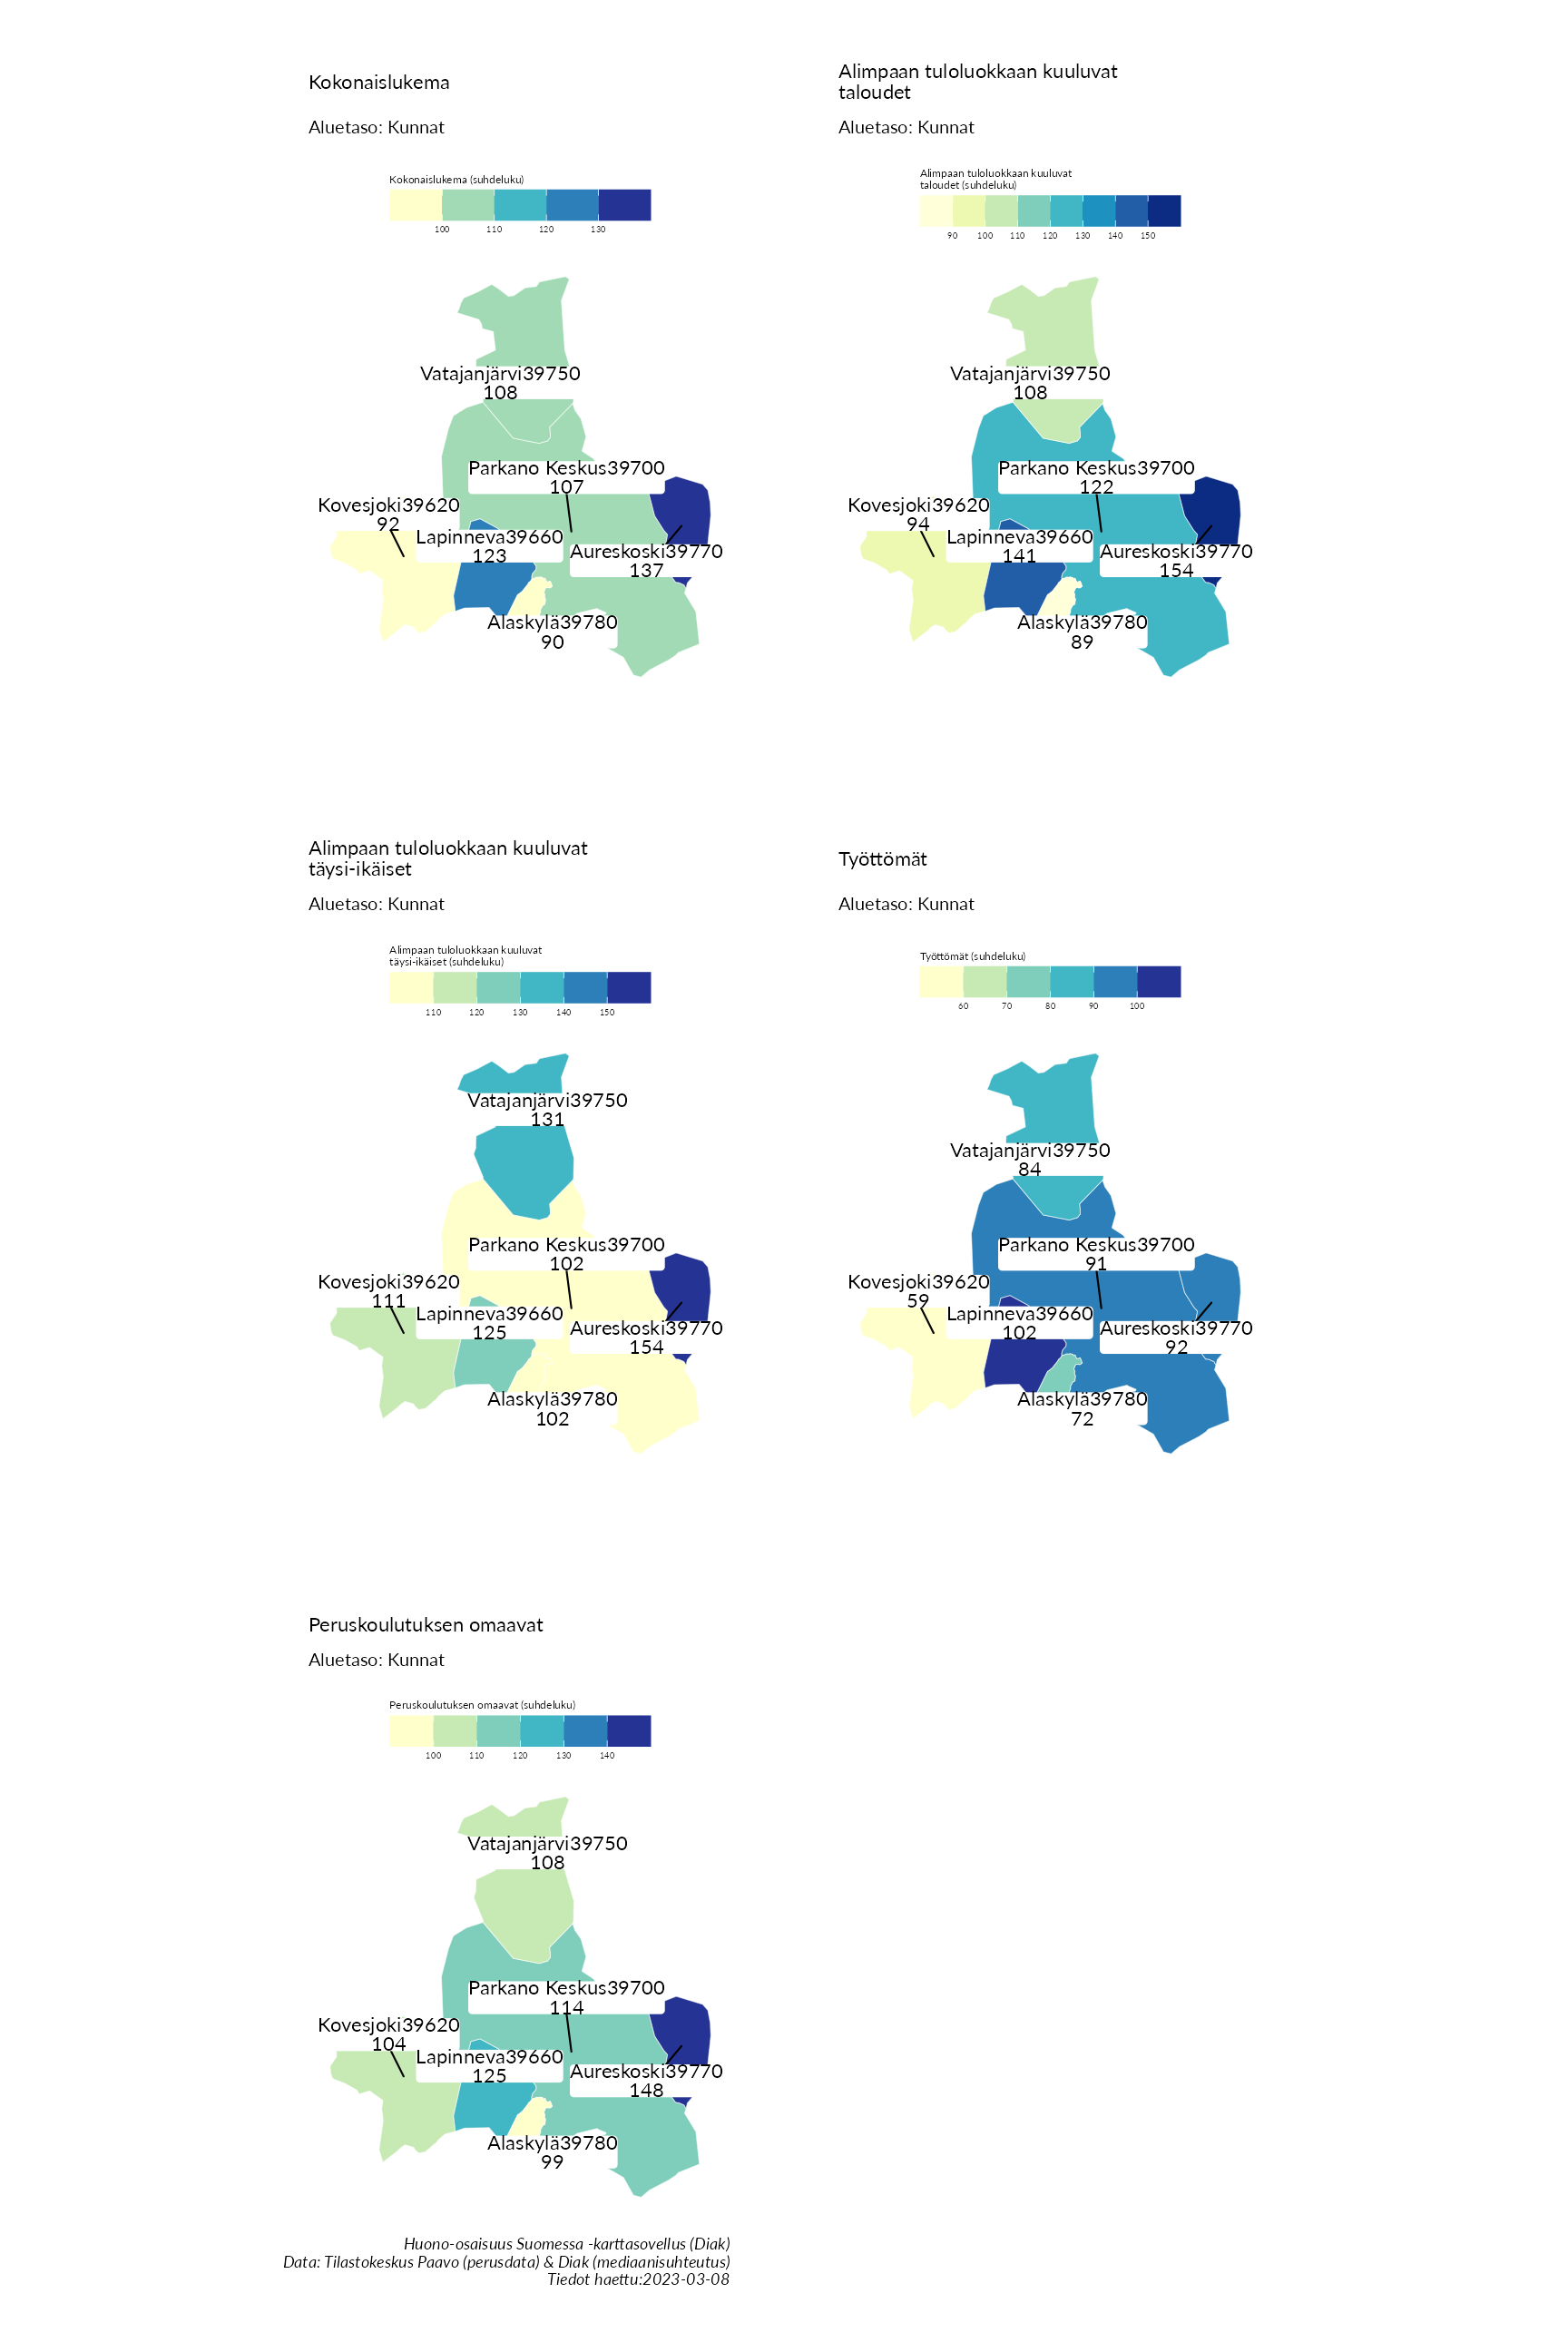 Kokonaislukema
Aluetaso: Kunnat
Kokonaislukema (suhdeluku)
100 110 120 130
Vatajanjärvi39750
108
Parkano Keskus39700
107
Kovesjoki39620
92
Lapinneva39660
123
Aureskoski39770
137
Alaskylä39780
90
Alimpaan tuloluokkaan kuuluvat
taloudet
Aluetaso: Kunnat
Alimpaan tuloluokkaan kuuluvat
taloudet (suhdeluku)
90 100 110 120 130 140 150
Vatajanjärvi39750
108
Parkano Keskus39700
122
Kovesjoki39620
94
Lapinneva39660
141
Aureskoski39770
154
Alaskylä39780
89
Alimpaan tuloluokkaan kuuluvat
täysi-ikäiset
Aluetaso: Kunnat
Alimpaan tuloluokkaan kuuluvat
täysi-ikäiset (suhdeluku)
110 120 130 140 150
Vatajanjärvi39750
131
Parkano Keskus39700
102
Kovesjoki39620
111
Lapinneva39660
125
Aureskoski39770
154
Alaskylä39780
102
Työttömät
Aluetaso: Kunnat
Työttömät (suhdeluku)
60 70 80 90 100
Vatajanjärvi39750
84
Parkano Keskus39700
91
Kovesjoki39620
59
Lapinneva39660
102
Aureskoski39770
92
Alaskylä39780
72
Peruskoulutuksen omaavat
Aluetaso: Kunnat
Peruskoulutuksen omaavat (suhdeluku)
100 110 120 130 140
Vatajanjärvi39750
108
Parkano Keskus39700
114
Kovesjoki39620
104
Lapinneva39660
125
Aureskoski39770
148
Alaskylä39780
99
Huono-osaisuus Suomessa -karttasovellus (Diak)
Data: Tilastokeskus Paavo (perusdata) & Diak (mediaanisuhteutus)
Tiedot haettu:2023-03-08